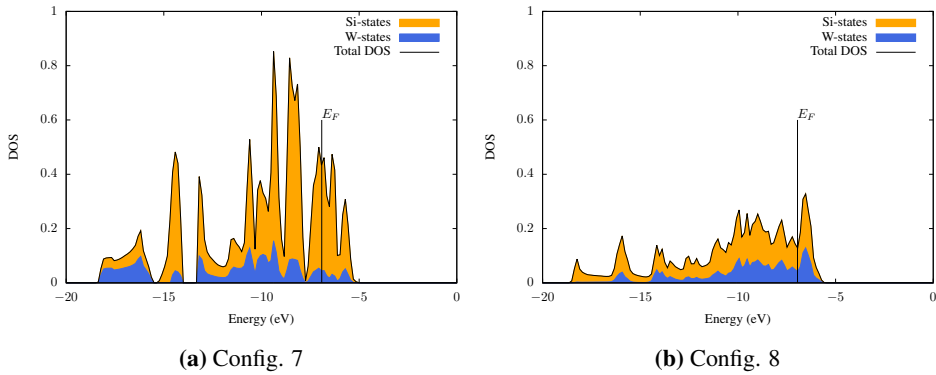 Si-states
W-states
Total DOS
E_F
1
0.8
0.6
0.4
0.2
0
DOS
−20
−15
−10
−5
0
Energy (eV)
(a) Config. 7
Si-states
W-states
Total DOS
E_F
1
0.8
0.6
0.4
0.2
0
DOS
−20
−15
−10
−5
0
Energy (eV)
(b) Config. 8